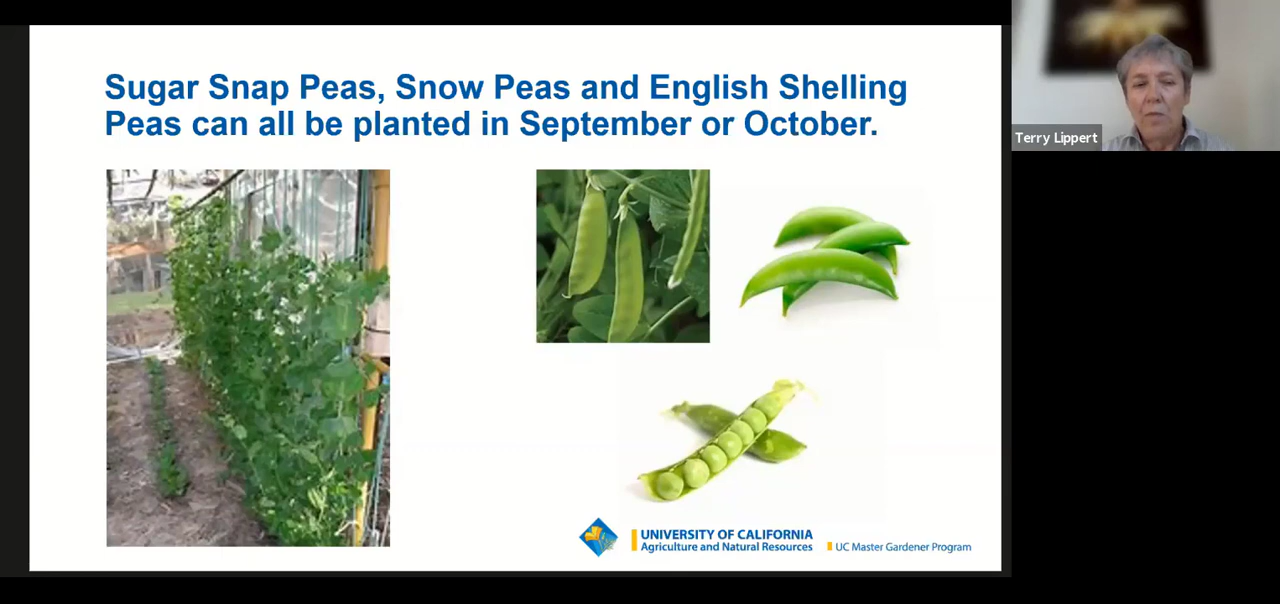 Sugar Snap Peas, Snow Peas and English Shelling
Peas can all be planted in September or October.
Terry Lippert
UNIVERSITY OF CALIFORNIA
Agriculture and Natural Resources
UC Master Gardener Program